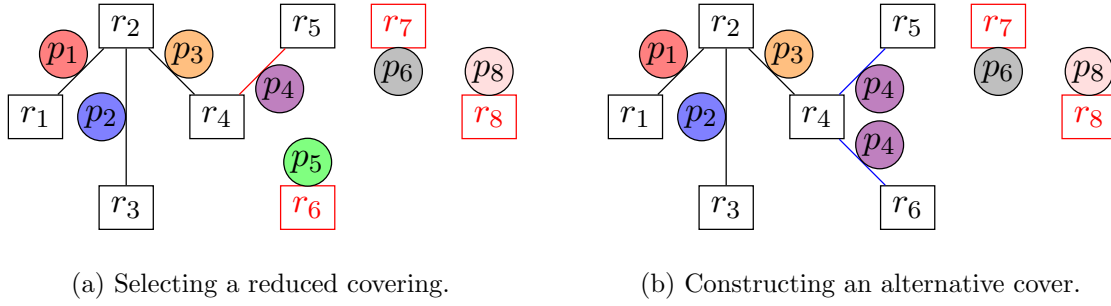 r2 r5 r7 r2 r5 r7
p1 p3 p6 p8 p1 p3 p6 p8
p4 p4
r1 p2 r4 r8 r1 p2 r4 r8
p5 p4
r3 r6 r3 r6
(a) Selecting a reduced covering. (b) Constructing an alternative cover.